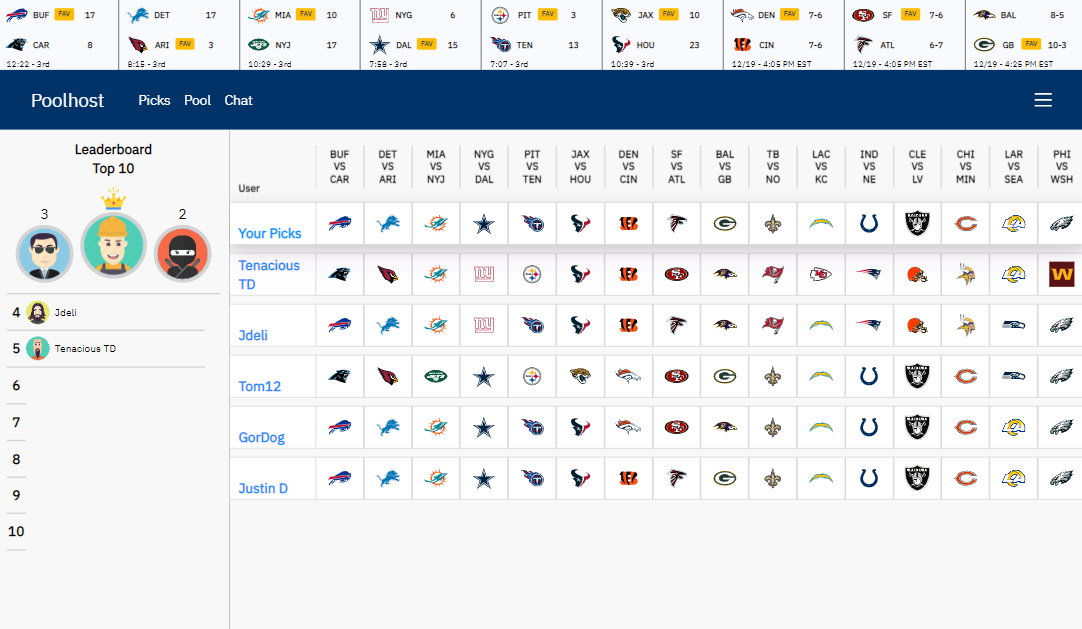 BUF FAV 17
CAR 8
12:22 - 3rd
DET 17
ARI FAV 3
8:15 - 3rd
MIA FAV 10
NYJ 17
10:29 - 3rd
NYG 6
DAL FAV 15
7:58 - 3rd
PIT FAV 3
TEN 13
7:07 - 3rd
JAX FAV 10
HOU 23
10:39 - 3rd
DEN FAV 7-6
CIN 7-6
12/19 - 4:05 PM EST
SF FAV 7-6
ATL 6-7
12/19 - 4:05 PM EST
BAL 8-5
GB FAV 10-3
12/19 - 4:25 PM EST
Poolhost Picks Pool Chat
Leaderboard
Top 10
3 2
4 Jdeli
5 Tenacious TD
6
7
8
9
10
User
BUF VS CAR
DET VS ARI
MIA VS NYJ
NYG VS DAL
PIT VS TEN
JAX VS HOU
DEN VS CIN
SF VS ATL
BAL VS GB
TB VS NO
LAC VS KC
IND VS NE
CLE VS LV
CHI VS MIN
LAR VS SEA
PHI VS WSH
Your Picks
Tenacious
TD
Jdeli
Tom12
GorDog
Justin D